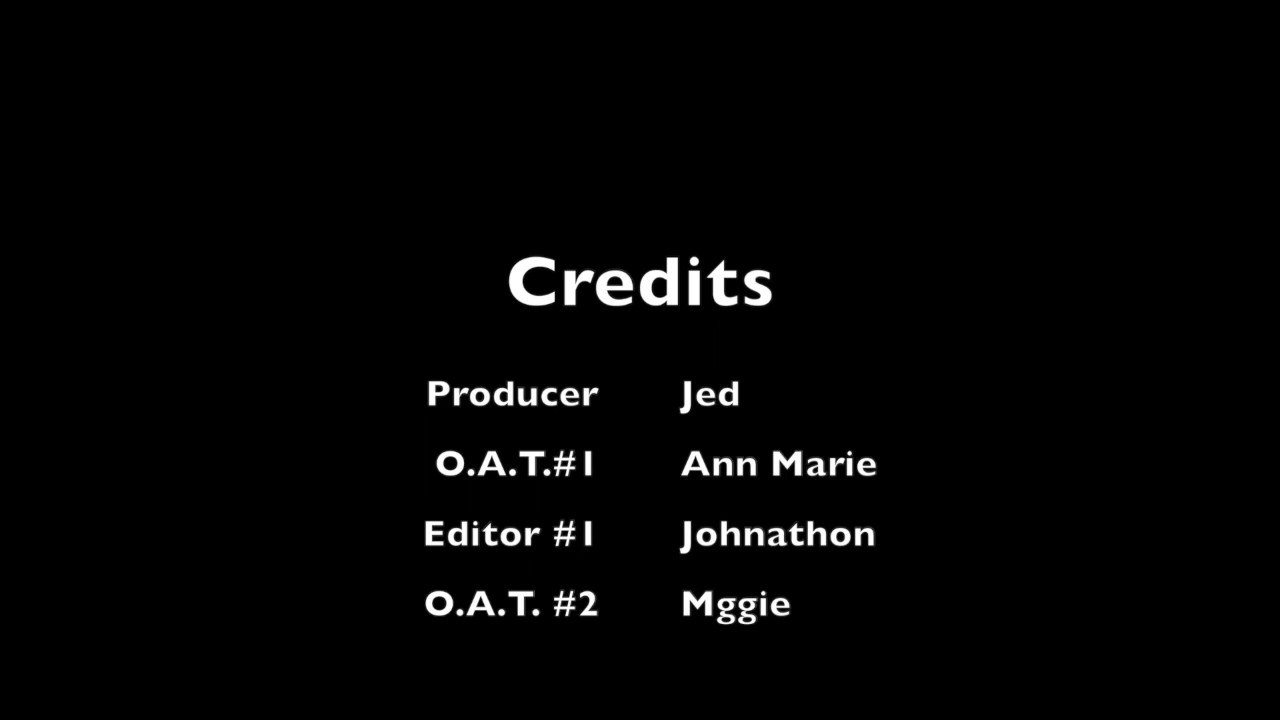 Credits
Producer Jed
O.A.T.#1 Ann Marie
Editor #1 Johnathon
O.A.T. #2 Mggie